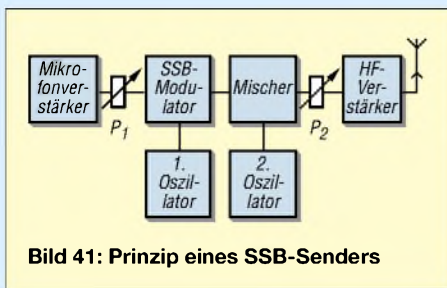 Mikro-
fonver-
stärker
P1
SSB-
Modu-
lator
Mischer
P2
HF-
Ver-
stärker
1.
Oszil-
lator
2.
Oszil-
lator
Bild 41: Prinzip eines SSB-Senders